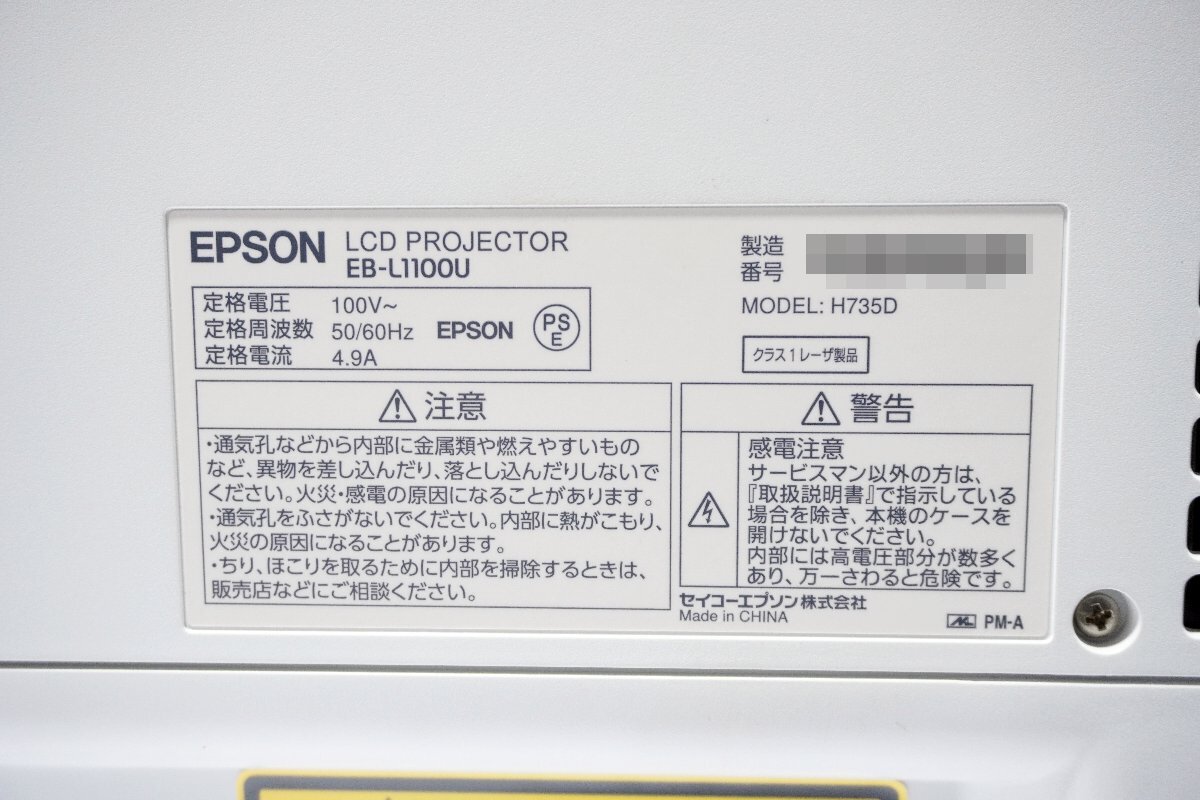 EPSON LCD PROJECTOR
EB-L1100U
定格電圧 100V~
定格周波数 50/60Hz EPSON PSE
定格電流 4.9A
製造
番号
MODEL: H735D
クラス1レーザ製品
注意
・通気孔などから内部に金属類や燃えやすいもの
など、異物を差し込んだり、落とし込んだりしないで
ください。火災・感電の原因になることがあります。
・通気孔をふさがないでください。内部に熱がこもり、
火災の原因になることがあります。
・ちり、ほこりを取るために内部を掃除するときは、
販売店などにご相談ください。
警告
感電注意
サービスマン以外の方は、
『取扱説明書』で指示している
場合を除き、本機のケースを
開けないでください。
内部には高電圧部分が数多く
あり、万一さわると危険です。
セイコーエプソン株式会社
Made in CHINA
PM-A